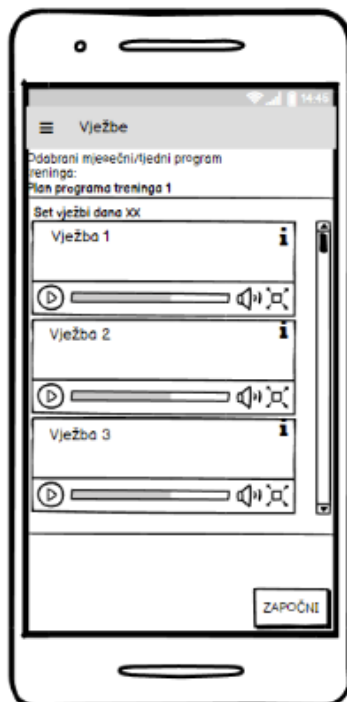 14:45
Vježbe
Odabrani mjesečni/tjedni program
treninga:
Plan programa treninga 1
Set vježbi dana XX
Vježba 1
i
Vježba 2
i
Vježba 3
i
ZAPOČNI